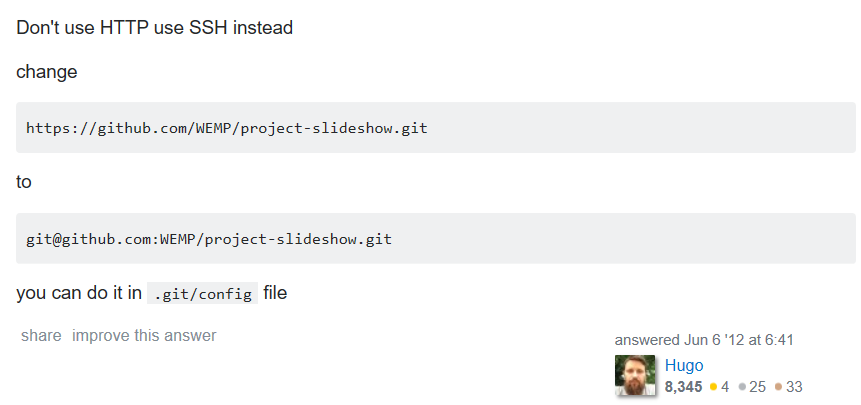 Don't use HTTP use SSH instead
change
https://github.com/WEMP/project-slideshow.git
to
git@github.com:WEMP/project-slideshow.git
you can do it in .git/config file
share improve this answer
answered Jun 6 '12 at 6:41
Hugo
8,345 4 25 33